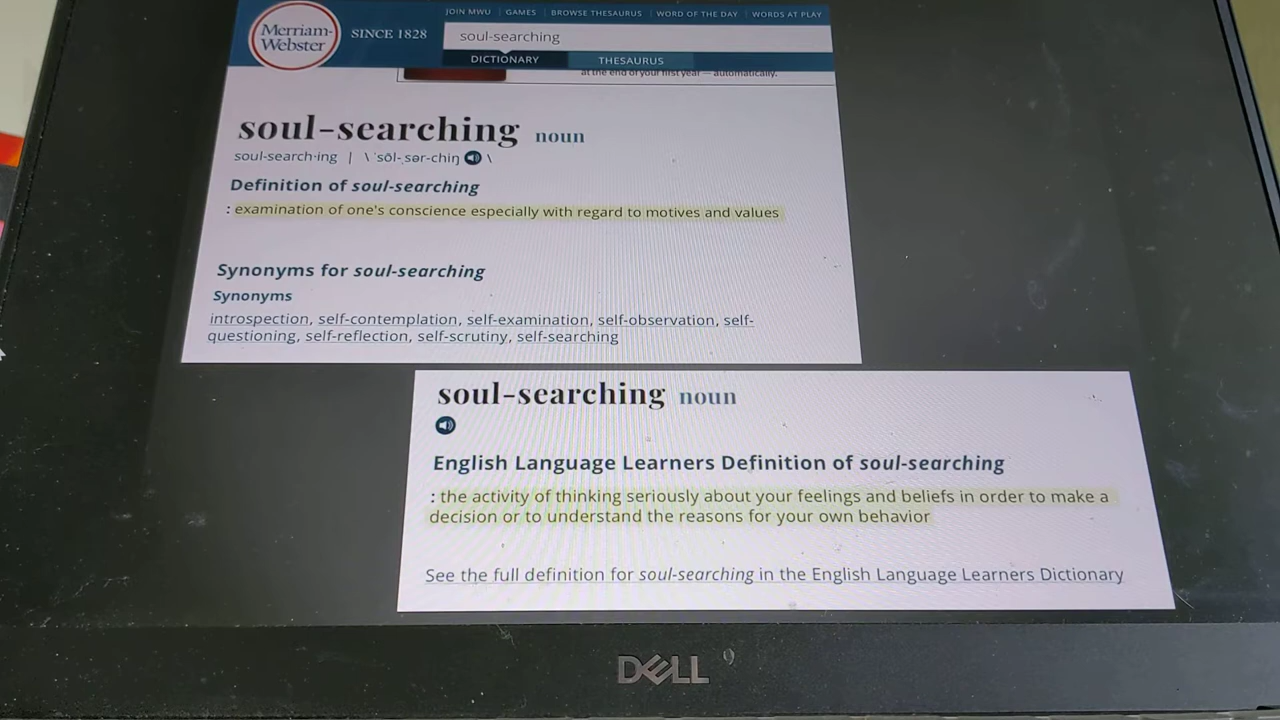 JOIN MWU | GAMES | BROWSE THESAURUS | WORD OF THE DAY | WORDS AT PLAY
Merriam-
Webster
SINCE 1828
soul-searching
DICTIONARY
THESAURUS
at the end of your first year — automatically.
soul-searching noun
soul-search·ing | \ ˈsōl-ˌsər-chiŋ \
Definition of soul-searching
: examination of one's conscience especially with regard to motives and values
Synonyms for soul-searching
Synonyms
introspection, self-contemplation, self-examination, self-observation, self-
questioning, self-reflection, self-scrutiny, self-searching
soul-searching noun
English Language Learners Definition of soul-searching
: the activity of thinking seriously about your feelings and beliefs in order to make a
decision or to understand the reasons for your own behavior
See the full definition for soul-searching in the English Language Learners Dictionary
DELL